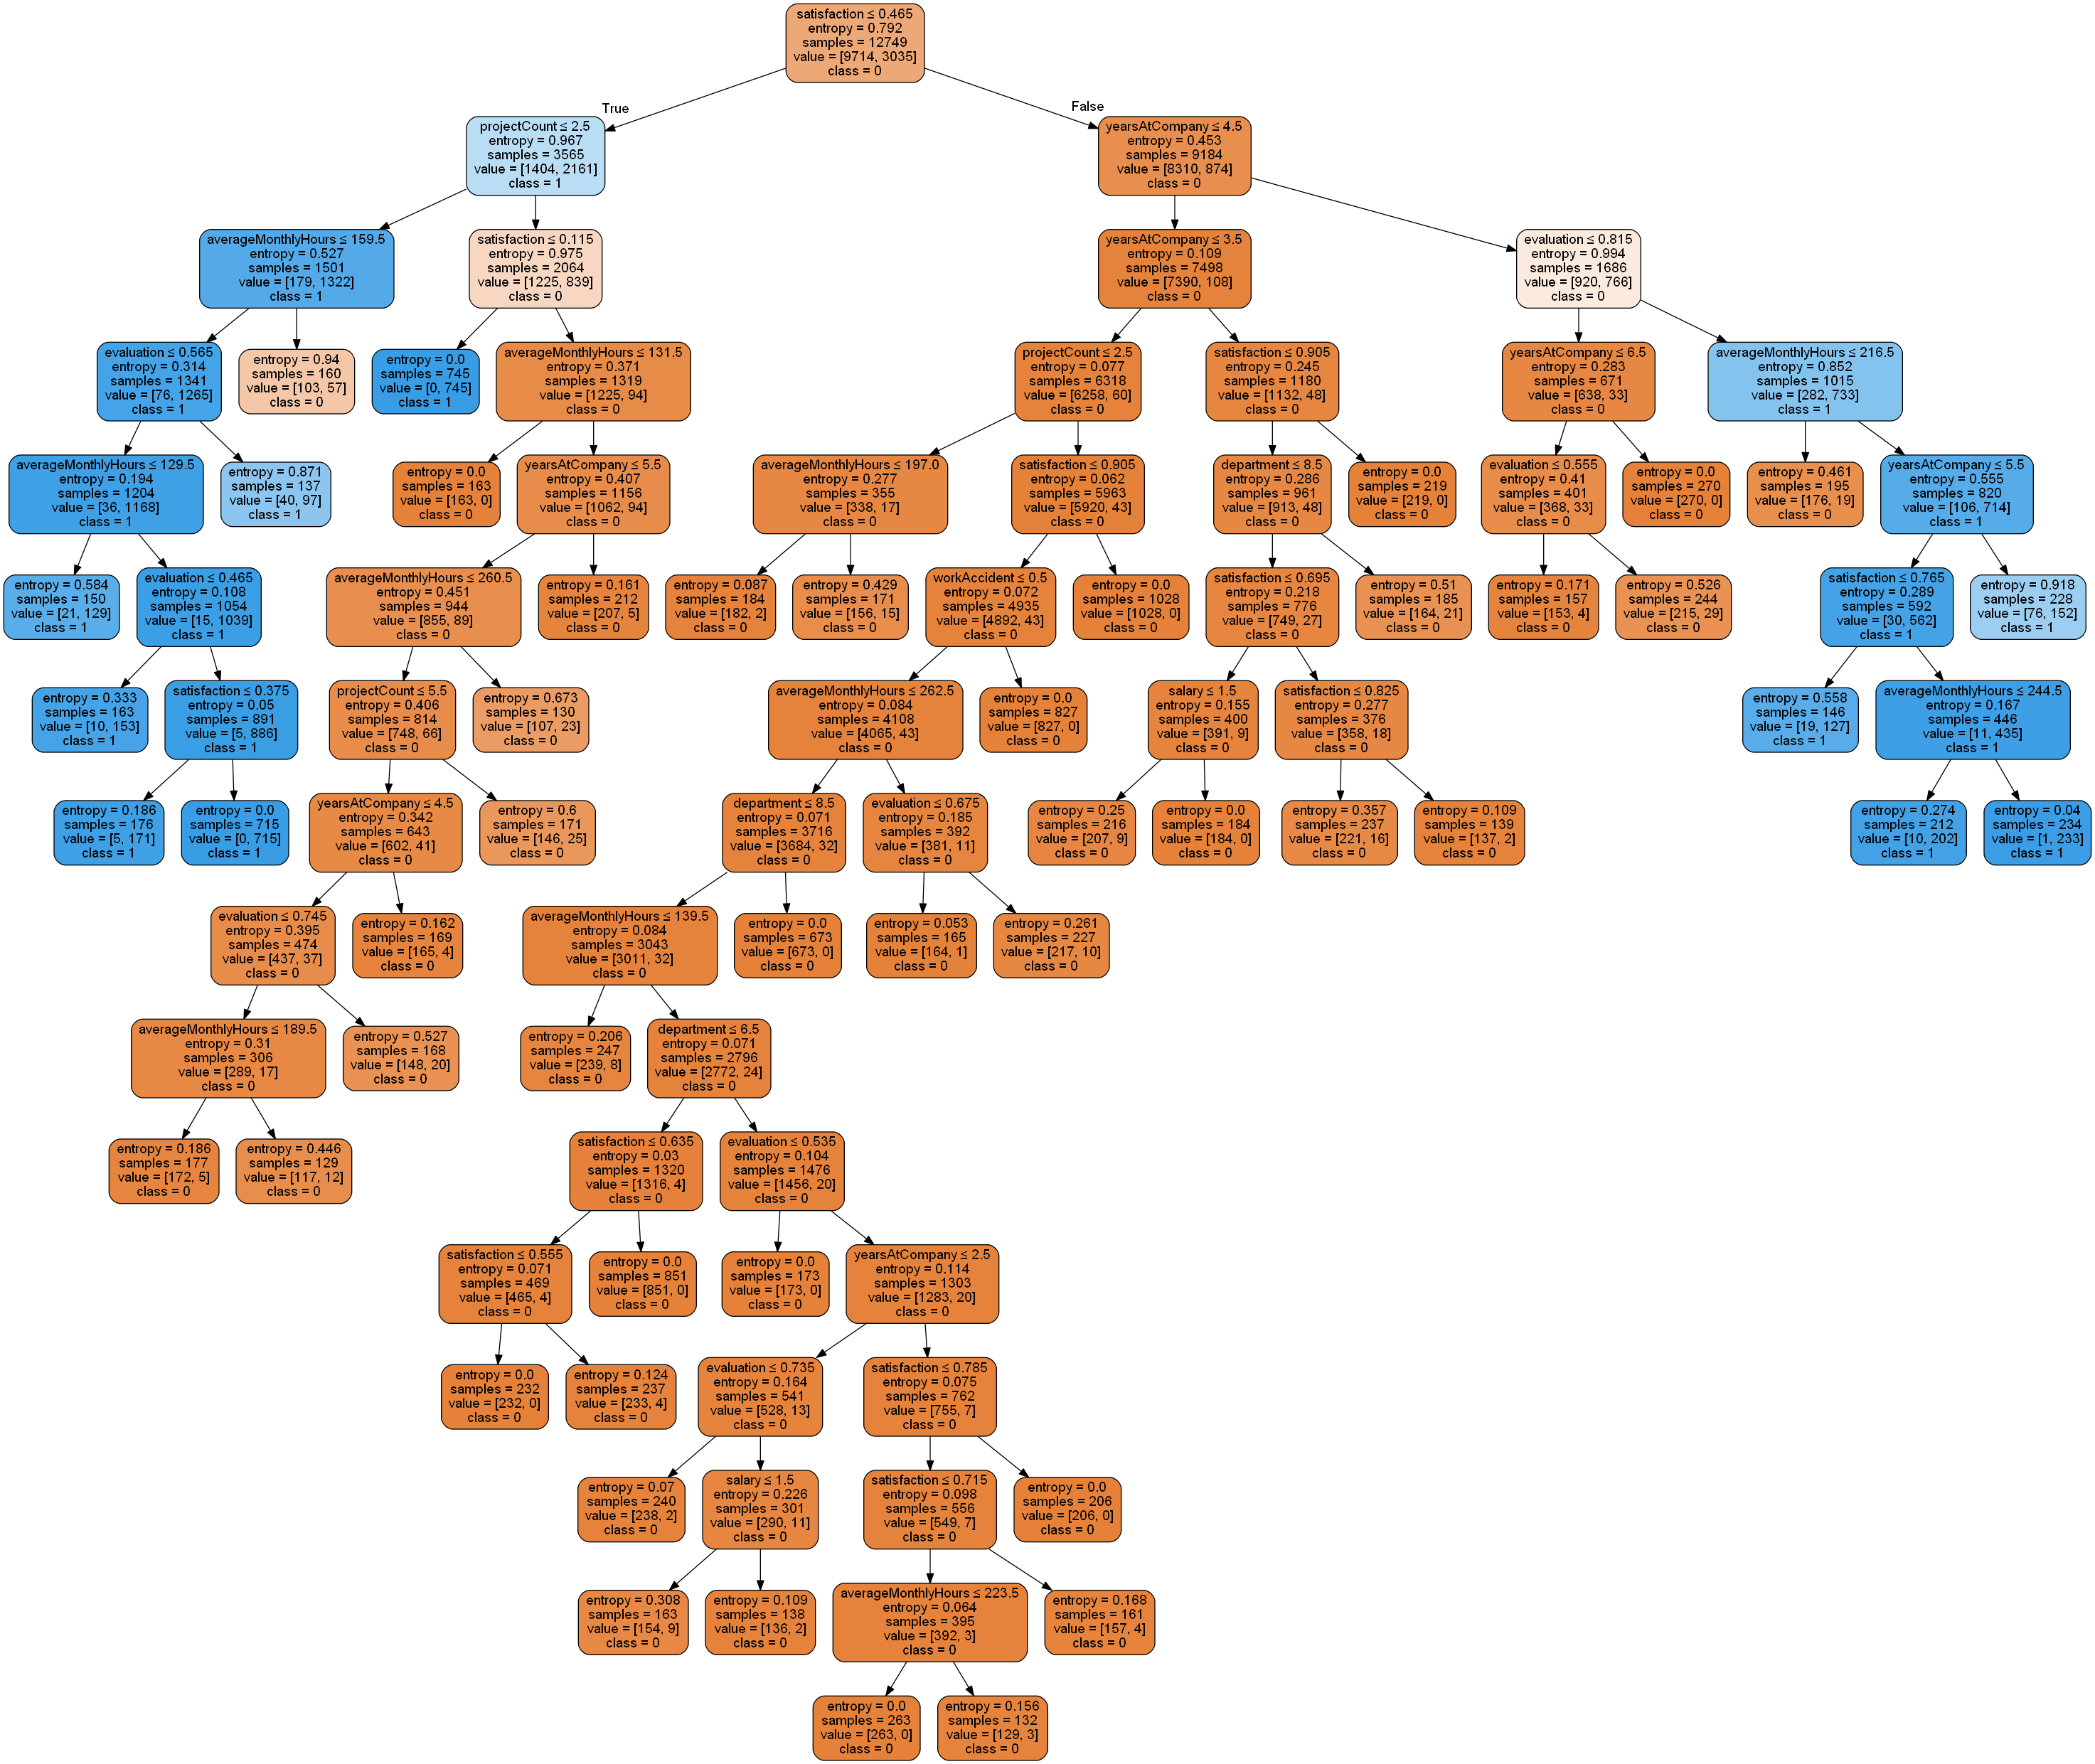 satisfaction ≤ 0.465
entropy = 0.792
samples = 12749
value = [9714, 3035]
class = 0
True
False
projectCount ≤ 2.5
entropy = 0.967
samples = 3565
value = [1404, 2161]
class = 1
yearsAtCompany ≤ 4.5
entropy = 0.453
samples = 9184
value = [8310, 874]
class = 0
averageMonthlyHours ≤ 159.5
entropy = 0.527
samples = 1501
value = [179, 1322]
class = 1
satisfaction ≤ 0.115
entropy = 0.975
samples = 2064
value = [1225, 839]
class = 0
yearsAtCompany ≤ 3.5
entropy = 0.109
samples = 7498
value = [7390, 108]
class = 0
evaluation ≤ 0.815
entropy = 0.994
samples = 1686
value = [920, 766]
class = 0
evaluation ≤ 0.565
entropy = 0.314
samples = 1341
value = [76, 1265]
class = 1
entropy = 0.94
samples = 160
value = [103, 57]
class = 0
entropy = 0.0
samples = 745
value = [0, 745]
class = 1
averageMonthlyHours ≤ 131.5
entropy = 0.371
samples = 1319
value = [1225, 94]
class = 0
projectCount ≤ 2.5
entropy = 0.077
samples = 6318
value = [6258, 60]
class = 0
satisfaction ≤ 0.905
entropy = 0.245
samples = 1180
value = [1132, 48]
class = 0
yearsAtCompany ≤ 6.5
entropy = 0.283
samples = 671
value = [638, 33]
class = 0
averageMonthlyHours ≤ 216.5
entropy = 0.852
samples = 1015
value = [282, 733]
class = 1
averageMonthlyHours ≤ 129.5
entropy = 0.194
samples = 1204
value = [36, 1168]
class = 1
entropy = 0.871
samples = 137
value = [40, 97]
class = 1
entropy = 0.0
samples = 163
value = [163, 0]
class = 0
yearsAtCompany ≤ 5.5
entropy = 0.407
samples = 1156
value = [1062, 94]
class = 0
averageMonthlyHours ≤ 197.0
entropy = 0.277
samples = 355
value = [338, 17]
class = 0
satisfaction ≤ 0.905
entropy = 0.062
samples = 5963
value = [5920, 43]
class = 0
department ≤ 8.5
entropy = 0.286
samples = 961
value = [913, 48]
class = 0
entropy = 0.0
samples = 219
value = [219, 0]
class = 0
evaluation ≤ 0.555
entropy = 0.41
samples = 401
value = [368, 33]
class = 0
entropy = 0.0
samples = 270
value = [270, 0]
class = 0
entropy = 0.461
samples = 195
value = [176, 19]
class = 0
yearsAtCompany ≤ 5.5
entropy = 0.555
samples = 820
value = [106, 714]
class = 1
entropy = 0.584
samples = 150
value = [21, 129]
class = 1
evaluation ≤ 0.465
entropy = 0.108
samples = 1054
value = [15, 1039]
class = 1
averageMonthlyHours ≤ 260.5
entropy = 0.451
samples = 944
value = [855, 89]
class = 0
entropy = 0.161
samples = 212
value = [207, 5]
class = 0
entropy = 0.087
samples = 184
value = [182, 2]
class = 0
entropy = 0.429
samples = 171
value = [156, 15]
class = 0
workAccident ≤ 0.5
entropy = 0.072
samples = 4935
value = [4892, 43]
class = 0
entropy = 0.0
samples = 1028
value = [1028, 0]
class = 0
satisfaction ≤ 0.695
entropy = 0.218
samples = 776
value = [749, 27]
class = 0
entropy = 0.51
samples = 185
value = [164, 21]
class = 0
entropy = 0.171
samples = 157
value = [153, 4]
class = 0
entropy = 0.526
samples = 244
value = [215, 29]
class = 0
satisfaction ≤ 0.765
entropy = 0.289
samples = 592
value = [30, 562]
class = 1
entropy = 0.918
samples = 228
value = [76, 152]
class = 1
entropy = 0.333
samples = 163
value = [10, 153]
class = 1
satisfaction ≤ 0.375
entropy = 0.05
samples = 891
value = [5, 886]
class = 1
projectCount ≤ 5.5
entropy = 0.406
samples = 814
value = [748, 66]
class = 0
entropy = 0.673
samples = 130
value = [107, 23]
class = 0
averageMonthlyHours ≤ 262.5
entropy = 0.084
samples = 4108
value = [4065, 43]
class = 0
entropy = 0.0
samples = 827
value = [827, 0]
class = 0
salary ≤ 1.5
entropy = 0.155
samples = 400
value = [391, 9]
class = 0
satisfaction ≤ 0.825
entropy = 0.277
samples = 376
value = [358, 18]
class = 0
entropy = 0.558
samples = 146
value = [19, 127]
class = 1
averageMonthlyHours ≤ 244.5
entropy = 0.167
samples = 446
value = [11, 435]
class = 1
entropy = 0.186
samples = 176
value = [5, 171]
class = 1
entropy = 0.0
samples = 715
value = [0, 715]
class = 1
yearsAtCompany ≤ 4.5
entropy = 0.342
samples = 643
value = [602, 41]
class = 0
entropy = 0.6
samples = 171
value = [146, 25]
class = 0
department ≤ 8.5
entropy = 0.071
samples = 3716
value = [3684, 32]
class = 0
evaluation ≤ 0.675
entropy = 0.185
samples = 392
value = [381, 11]
class = 0
entropy = 0.25
samples = 216
value = [207, 9]
class = 0
entropy = 0.0
samples = 184
value = [184, 0]
class = 0
entropy = 0.357
samples = 237
value = [221, 16]
class = 0
entropy = 0.109
samples = 139
value = [137, 2]
class = 0
entropy = 0.274
samples = 212
value = [10, 202]
class = 1
entropy = 0.04
samples = 234
value = [1, 233]
class = 1
evaluation ≤ 0.745
entropy = 0.395
samples = 474
value = [437, 37]
class = 0
entropy = 0.162
samples = 169
value = [165, 4]
class = 0
averageMonthlyHours ≤ 139.5
entropy = 0.084
samples = 3043
value = [3011, 32]
class = 0
entropy = 0.0
samples = 673
value = [673, 0]
class = 0
entropy = 0.053
samples = 165
value = [164, 1]
class = 0
entropy = 0.261
samples = 227
value = [217, 10]
class = 0
averageMonthlyHours ≤ 189.5
entropy = 0.31
samples = 306
value = [289, 17]
class = 0
entropy = 0.527
samples = 168
value = [148, 20]
class = 0
entropy = 0.206
samples = 247
value = [239, 8]
class = 0
department ≤ 6.5
entropy = 0.071
samples = 2796
value = [2772, 24]
class = 0
entropy = 0.186
samples = 177
value = [172, 5]
class = 0
entropy = 0.446
samples = 129
value = [117, 12]
class = 0
satisfaction ≤ 0.635
entropy = 0.03
samples = 1320
value = [1316, 4]
class = 0
evaluation ≤ 0.535
entropy = 0.104
samples = 1476
value = [1456, 20]
class = 0
satisfaction ≤ 0.555
entropy = 0.071
samples = 469
value = [465, 4]
class = 0
entropy = 0.0
samples = 851
value = [851, 0]
class = 0
entropy = 0.0
samples = 173
value = [173, 0]
class = 0
yearsAtCompany ≤ 2.5
entropy = 0.114
samples = 1303
value = [1283, 20]
class = 0
entropy = 0.0
samples = 232
value = [232, 0]
class = 0
entropy = 0.124
samples = 237
value = [233, 4]
class = 0
evaluation ≤ 0.735
entropy = 0.164
samples = 541
value = [528, 13]
class = 0
satisfaction ≤ 0.785
entropy = 0.075
samples = 762
value = [755, 7]
class = 0
entropy = 0.07
samples = 240
value = [238, 2]
class = 0
salary ≤ 1.5
entropy = 0.226
samples = 301
value = [290, 11]
class = 0
satisfaction ≤ 0.715
entropy = 0.098
samples = 556
value = [549, 7]
class = 0
entropy = 0.0
samples = 206
value = [206, 0]
class = 0
entropy = 0.308
samples = 163
value = [154, 9]
class = 0
entropy = 0.109
samples = 138
value = [136, 2]
class = 0
averageMonthlyHours ≤ 223.5
entropy = 0.064
samples = 395
value = [392, 3]
class = 0
entropy = 0.168
samples = 161
value = [157, 4]
class = 0
entropy = 0.0
samples = 263
value = [263, 0]
class = 0
entropy = 0.156
samples = 132
value = [129, 3]
class = 0